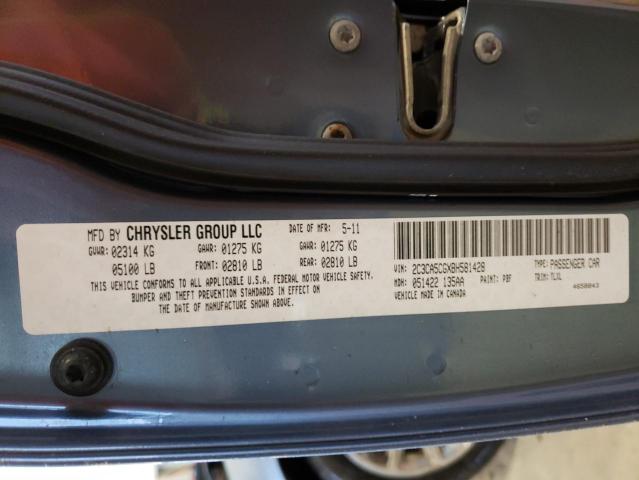 MFD BY CHRYSLER GROUP LLC DATE OF MFR: 5-11
GVWR: 02314 KG GAWR: 01275 KG GAWR: 01275 KG
05100 LB FRONT: 02810 LB REAR: 02810 LB
THIS VEHICLE CONFORMS TO ALL APPLICABLE U.S.A. FEDERAL MOTOR VEHICLE SAFETY,
BUMPER AND THEFT PREVENTION STANDARDS IN EFFECT ON
THE DATE OF MANUFACTURE SHOWN ABOVE.
VIN: 2C3CA5CGXBH581428 TYPE: PASSENGER CAR
MDH: 051422 135AA PAINT: PBF TRIM: TLXL
VEHICLE MADE IN CANADA 4650043